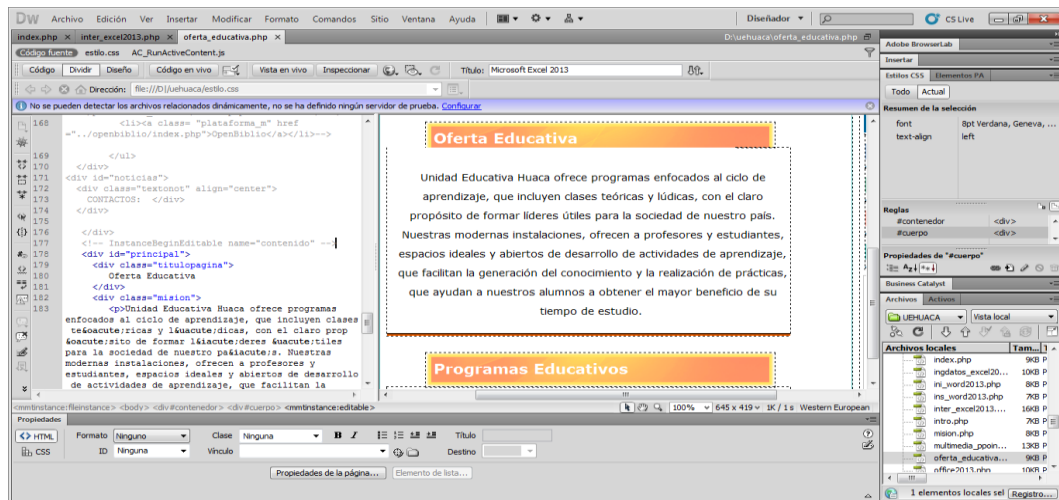 DW Archivo Edición Ver Insertar Modificar Formato Comandos Sitio Ventana Ayuda Diseñador CS Live
index.php × inter_excel2013.php × oferta_educativa.php × D:\uehuaca\oferta_educativa.php
Código fuente estilo.css AC_RunActiveContent.js
Código Dividir Diseño Código en vivo Vista en vivo Inspeccionar Título: Microsoft Excel 2013
Dirección: file:///D|/uehuaca/estilo.css
No se pueden detectar los archivos relacionados dinámicamente, no se ha definido ningún servidor de prueba. Configurar
168 <li><a class= "plataforma_m" href
="../openbiblio/index.php">OpenBiblio</a></li>-->
169 </ul>
170 </div>
171 <div id="noticias">
172 <div class="textonot" align="center">
173 CONTACTOS: </div>
174 </div>
175
176 </div>
177 <!-- InstanceBeginEditable name="contenido" -->
178 <div id="principal">
179 <div class="titulopagina">
180 Oferta Educativa
181 </div>
182 <div class="mision">
183 <p>Unidad Educativa Huaca ofrece programas
enfocados al ciclo de aprendizaje, que incluyen clases
te&oacute;ricas y l&uacute;dicas, con el claro prop
&oacute;sito de formar l&iacute;deres &uacute;tiles
para la sociedad de nuestro pa&iacute;s. Nuestras
modernas instalaciones, ofrecen a profesores y
estudiantes, espacios ideales y abiertos de desarrollo
de actividades de aprendizaje, que facilitan la
Oferta Educativa
Unidad Educativa Huaca ofrece programas enfocados al ciclo de
aprendizaje, que incluyen clases teóricas y lúdicas, con el claro
propósito de formar líderes útiles para la sociedad de nuestro país.
Nuestras modernas instalaciones, ofrecen a profesores y estudiantes,
espacios ideales y abiertos de desarrollo de actividades de aprendizaje,
que facilitan la generación del conocimiento y la realización de prácticas,
que ayudan a nuestros alumnos a obtener el mayor beneficio de su
tiempo de estudio.
Programas Educativos
<mmtinstance:fileinstance> <body> <div#contenedor> <div#cuerpo> <mmtinstance:editable> 100% 645 x 419 1K / 1 s Western European
Propiedades
<> HTML Formato Ninguno Clase Ninguna B I Título
CSS ID Ninguna Vínculo Destino
Propiedades de la página... Elemento de lista...
Adobe BrowserLab
Insertar
Estilos CSS Elementos PA
Todo Actual
Resumen de la selección
font 8pt Verdana, Geneva, ...
text-align left
Reglas
#contenedor <div>
#cuerpo <div>
Propiedades de "#cuerpo"
Business Catalyst
Archivos Activos
UEHUACA Vista local
Archivos locales Tam...
index.php 9KB P
ingdatos_excel20... 10KB P
ini_word2013.php 8KB P
ins_word2013.php 7KB P
inter_excel2013.... 16KB P
intro.php 7KB P
mision.php 8KB P
multimedia_ppoin... 13KB P
oferta_educativa... 9KB P
office2013.php 10KB P
1 elementos locales sel Registro...